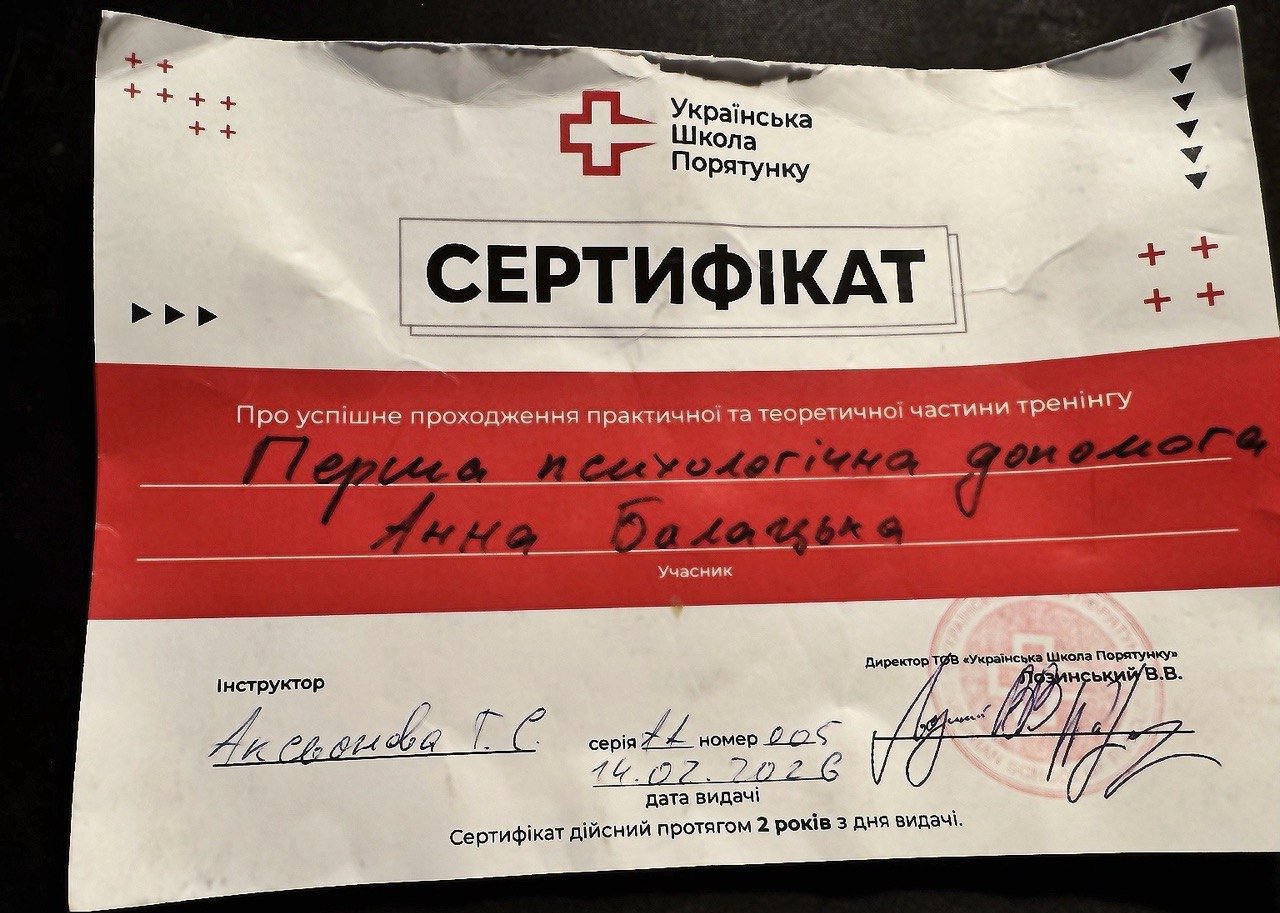 Українська
Школа
Порятунку
СЕРТИФІКАТ
Про успішне проходження практичної та теоретичної частини тренінгу
Перша психологічна допомога
Анна Балацька
Учасник
Директор ТОВ «Українська Школа Порятунку»
Лозинський В.В.
Інструктор
Аксьонова Т. С.
серія номер 005
14.02.2026
дата видачі
Сертифікат дійсний протягом 2 років з дня видачі.